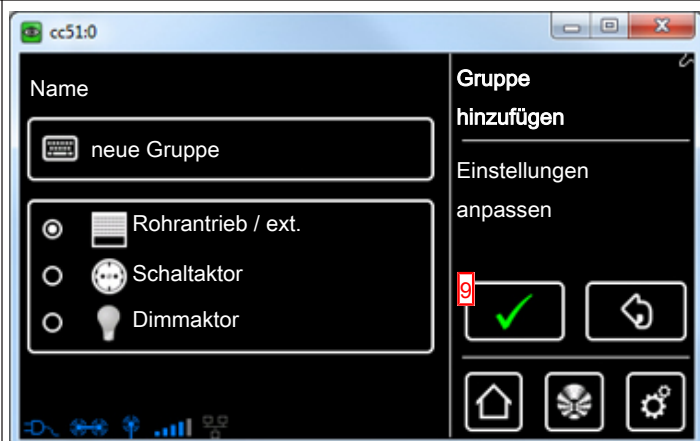 cc51:0
Name
neue Gruppe
Rohrantrieb / ext.
Schaltaktor
Dimmaktor
Gruppe
hinzufügen
Einstellungen
anpassen
9